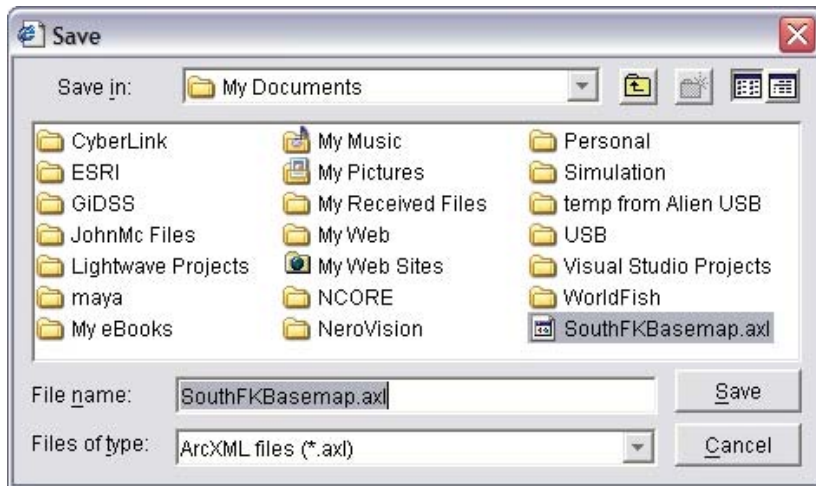 Save
Save in: My Documents
CyberLink My Music Personal
ESRI My Pictures Simulation
GiDSS My Received Files temp from Alien USB
JohnMc Files My Web USB
Lightwave Projects My Web Sites Visual Studio Projects
maya NCORE WorldFish
My eBooks NeroVision SouthFKBasemap.axl
File name: SouthFKBasemap.axl Save
Files of type: ArcXML files (*.axl) Cancel